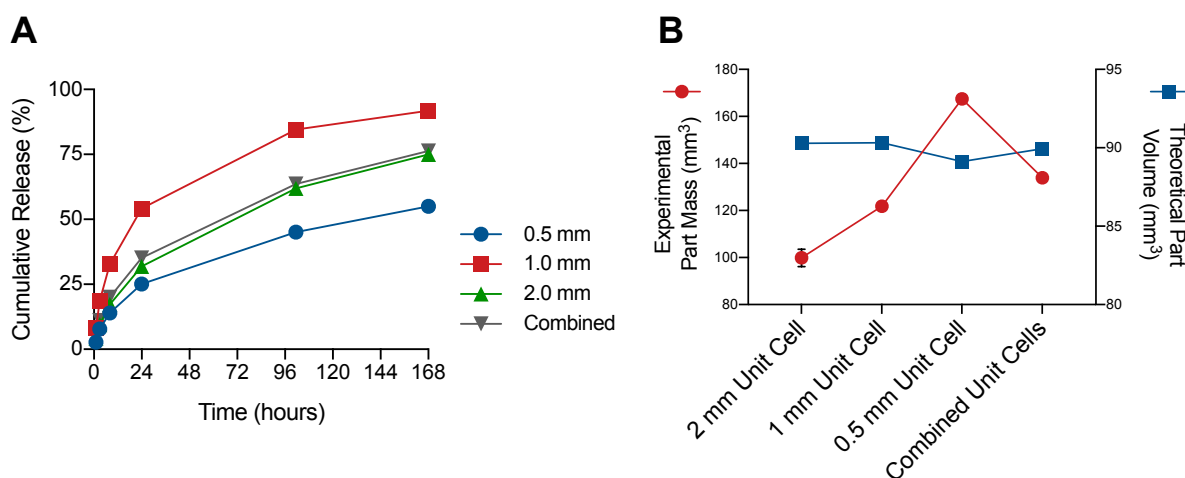 A
Cumulative Release (%)
100
75
50
25
0
0 24 48 72 96 120 144 168
Time (hours)
0.5 mm
1.0 mm
2.0 mm
Combined
B
Experimental
Part Mass (mm³)
180
160
140
120
100
80
95
90
85
80
Theoretical Part
Volume (mm³)
2 mm Unit Cell
1 mm Unit Cell
0.5 mm Unit Cell
Combined Unit Cells